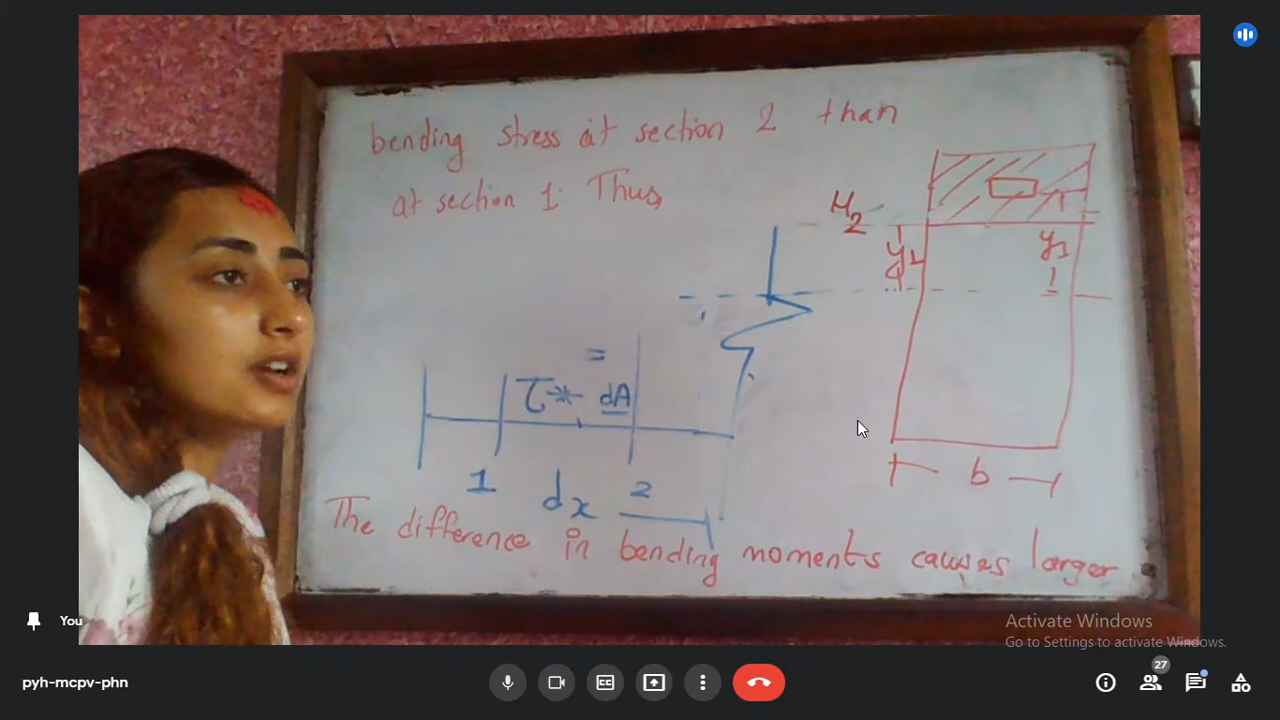 bending stress at section 2 than
at section 1. Thus,
M2
y1
y1
=
τ* dA
1 dx 2
b
The difference in bending moments causes larger
Activate Windows
Go to Settings to activate Windows.
You
27
pyh-mcpv-phn
CC